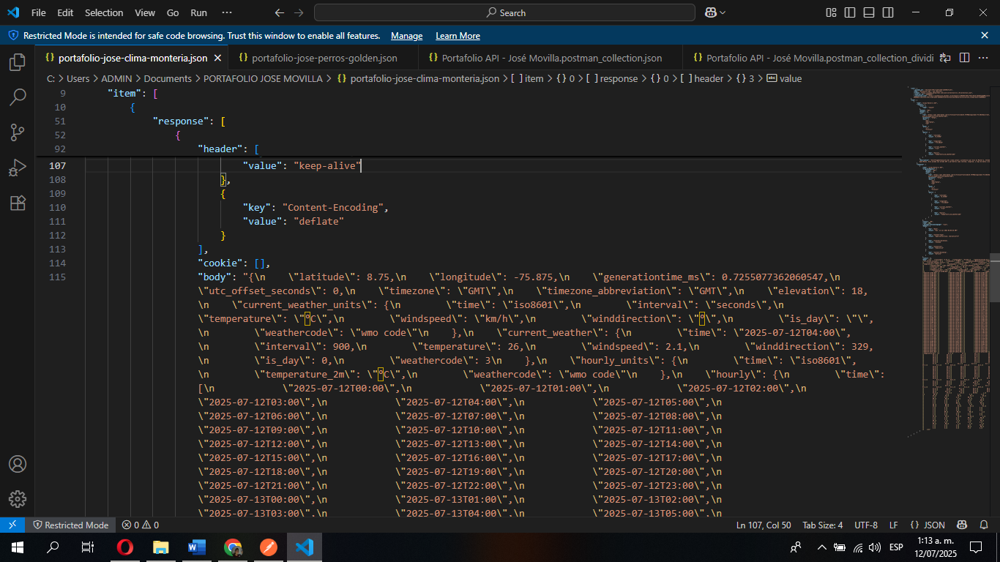 File Edit Selection View Go Run ··· Search
Restricted Mode is intended for safe code browsing. Trust this window to enable all features. Manage Learn More
{} portafolio-jose-clima-monteria.json {} portafolio-jose-perros-golden.json {} Portafolio API - José Movilla.postman_collection.json {} Portafolio API - José Movilla.postman_collection_dividi
C: > Users > ADMIN > Documents > PORTAFOLIO JOSE MOVILLA > {} portafolio-jose-clima-monteria.json > [ ] item > {} 0 > [ ] response > {} 0 > [ ] header > {} 3 > abc value
9 "item": [
10 {
51 "response": [
52 {
92 "header": [
107 "value": "keep-alive"
108 },
109 {
110 "key": "Content-Encoding",
111 "value": "deflate"
112 }
113 ],
114 "cookie": [],
115 "body": "{\n    \"latitude\": 8.75,\n    \"longitude\": -75.875,\n    \"generationtime_ms\": 0.7255077362060547,\n
\"utc_offset_seconds\": 0,\n    \"timezone\": \"GMT\",\n    \"timezone_abbreviation\": \"GMT\",\n    \"elevation\": 18,
\n    \"current_weather_units\": {\n        \"time\": \"iso8601\",\n        \"interval\": \"seconds\",\n
\"temperature\": \"°C\",\n        \"windspeed\": \"km/h\",\n        \"winddirection\": \"°\",\n        \"is_day\": \"\",
\n        \"weathercode\": \"wmo code\"\n    },\n    \"current_weather\": {\n        \"time\": \"2025-07-12T04:00\",
\n        \"interval\": 900,\n        \"temperature\": 26,\n        \"windspeed\": 2.1,\n        \"winddirection\": 329,
\n        \"is_day\": 0,\n        \"weathercode\": 3\n    },\n    \"hourly_units\": {\n        \"time\": \"iso8601\",
\n        \"temperature_2m\": \"°C\",\n        \"weathercode\": \"wmo code\"\n    },\n    \"hourly\": {\n        \"time\":
[\n            \"2025-07-12T00:00\",\n            \"2025-07-12T01:00\",\n            \"2025-07-12T02:00\",\n
\"2025-07-12T03:00\",\n            \"2025-07-12T04:00\",\n            \"2025-07-12T05:00\",\n
\"2025-07-12T06:00\",\n            \"2025-07-12T07:00\",\n            \"2025-07-12T08:00\",\n
\"2025-07-12T09:00\",\n            \"2025-07-12T10:00\",\n            \"2025-07-12T11:00\",\n
\"2025-07-12T12:00\",\n            \"2025-07-12T13:00\",\n            \"2025-07-12T14:00\",\n
\"2025-07-12T15:00\",\n            \"2025-07-12T16:00\",\n            \"2025-07-12T17:00\",\n
\"2025-07-12T18:00\",\n            \"2025-07-12T19:00\",\n            \"2025-07-12T20:00\",\n
\"2025-07-12T21:00\",\n            \"2025-07-12T22:00\",\n            \"2025-07-12T23:00\",\n
\"2025-07-13T00:00\",\n            \"2025-07-13T01:00\",\n            \"2025-07-13T02:00\",\n
\"2025-07-13T03:00\",\n            \"2025-07-13T04:00\",\n            \"2025-07-13T05:00\",\n
Restricted Mode 0 0 Ln 107, Col 50 Tab Size: 4 UTF-8 LF {} JSON
ESP 1:13 a. m.
12/07/2025